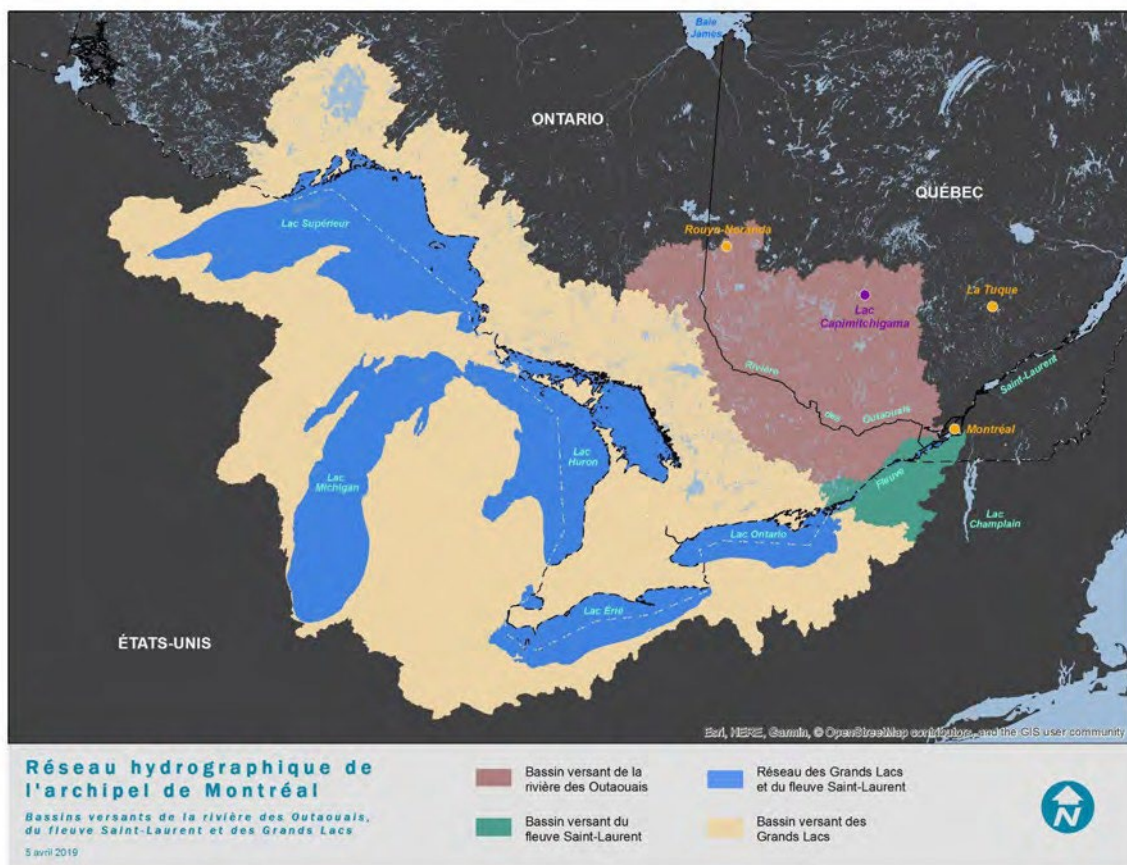 Baie
James
ONTARIO
QUÉBEC
Lac Supérieur
Rouyn-Noranda
La Tuque
Lac
Capimitchigama
Rivière
des
Outaouais
Saint-Laurent
Montréal
Fleuve
Lac
Michigan
Lac
Huron
Lac Ontario
Lac
Champlain
Lac Érié
ÉTATS-UNIS
Esri, HERE, Garmin, © OpenStreetMap contributors, and the GIS user community
Réseau hydrographique de
l'archipel de Montréal
Bassins versants de la rivière des Outaouais,
du fleuve Saint-Laurent et des Grands Lacs
5 avril 2019
Bassin versant de la
rivière des Outaouais
Bassin versant du
fleuve Saint-Laurent
Réseau des Grands Lacs
et du fleuve Saint-Laurent
Bassin versant des
Grands Lacs
N